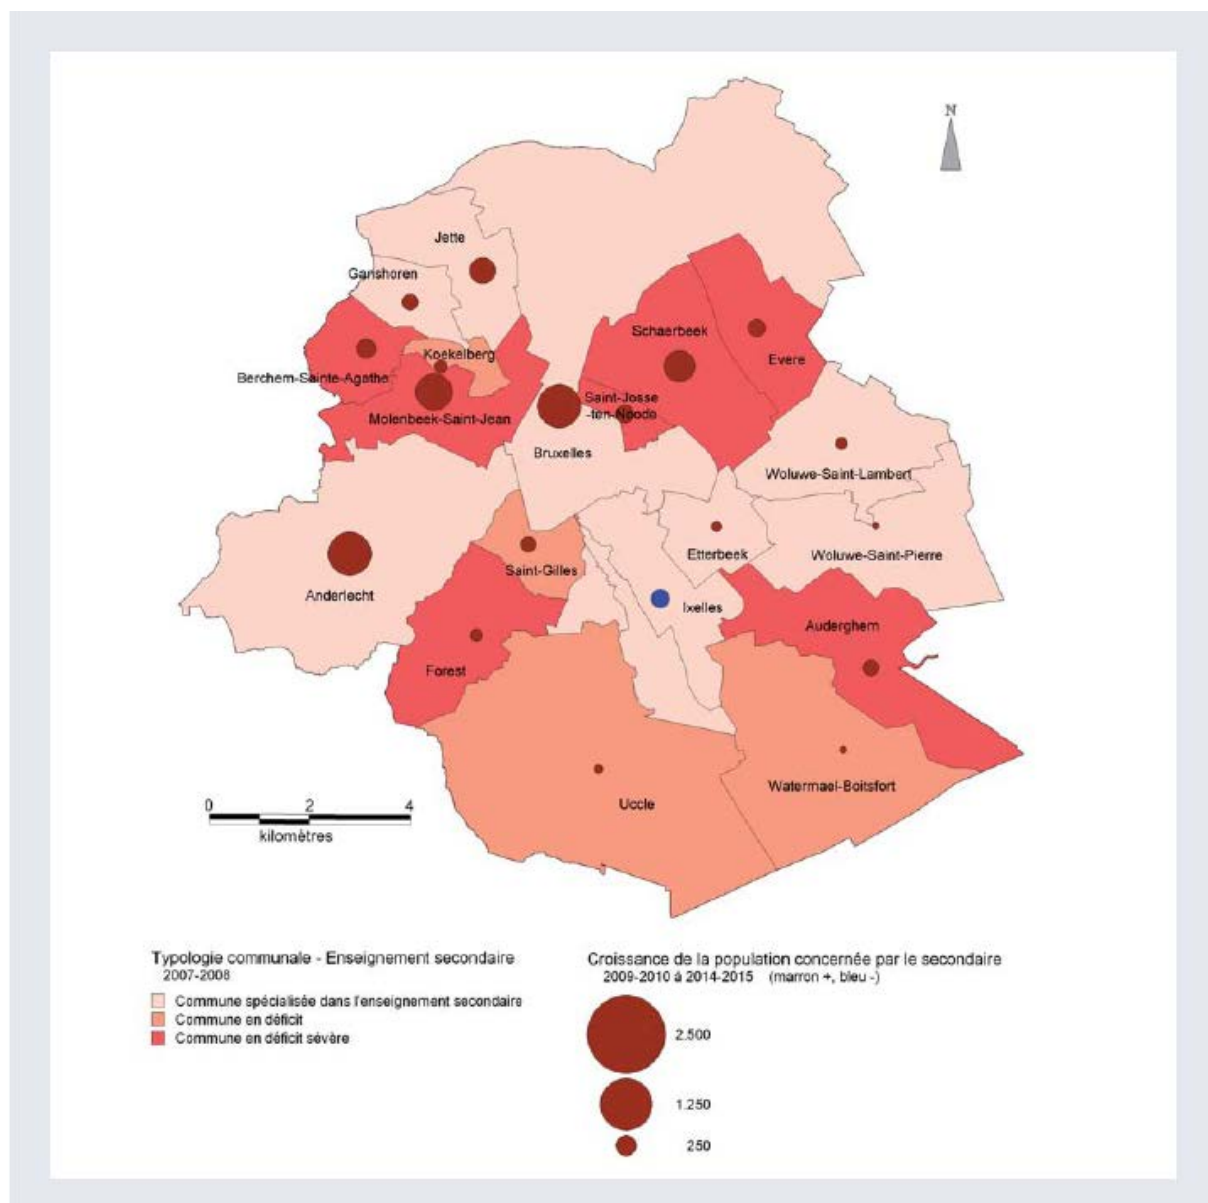 N
Jette
Ganshoren
Schaerbeek
Koekelberg
Evere
Berchem-Sainte-Agathe
Saint-Josse
-ten-Noode
Molenbeek-Saint-Jean
Bruxelles
Woluwe-Saint-Lambert
Etterbeek
Woluwe-Saint-Pierre
Saint-Gilles
Anderlecht
Ixelles
Auderghem
Forest
Watermael-Boitsfort
Uccle
0 2 4
kilomètres
Typologie communale - Enseignement secondaire
2007-2008
Commune spécialisée dans l'enseignement secondaire
Commune en déficit
Commune en déficit sévère
Croissance de la population concernée par le secondaire
2009-2010 à 2014-2015 (marron +, bleu -)
2.500
1.250
250